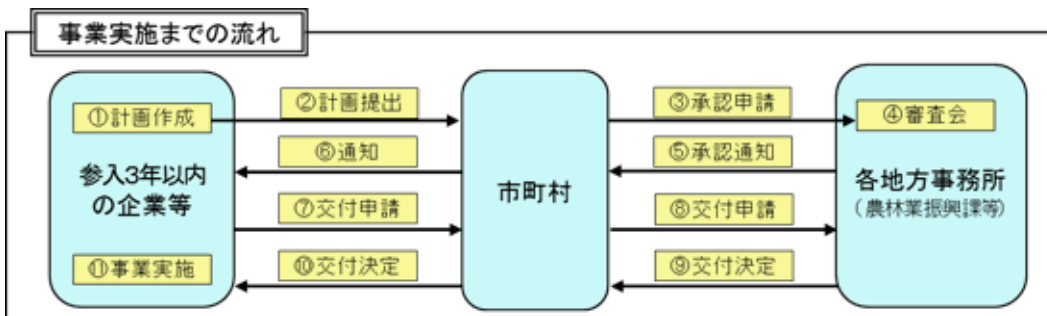 事業実施までの流れ
①計画作成
参入3年以内
の企業等
⑪事業実施
②計画提出
⑥通知
⑦交付申請
⑩交付決定
市町村
③承認申請
⑤承認通知
⑧交付申請
⑨交付決定
④審査会
各地方事務所
（農林業振興課等）